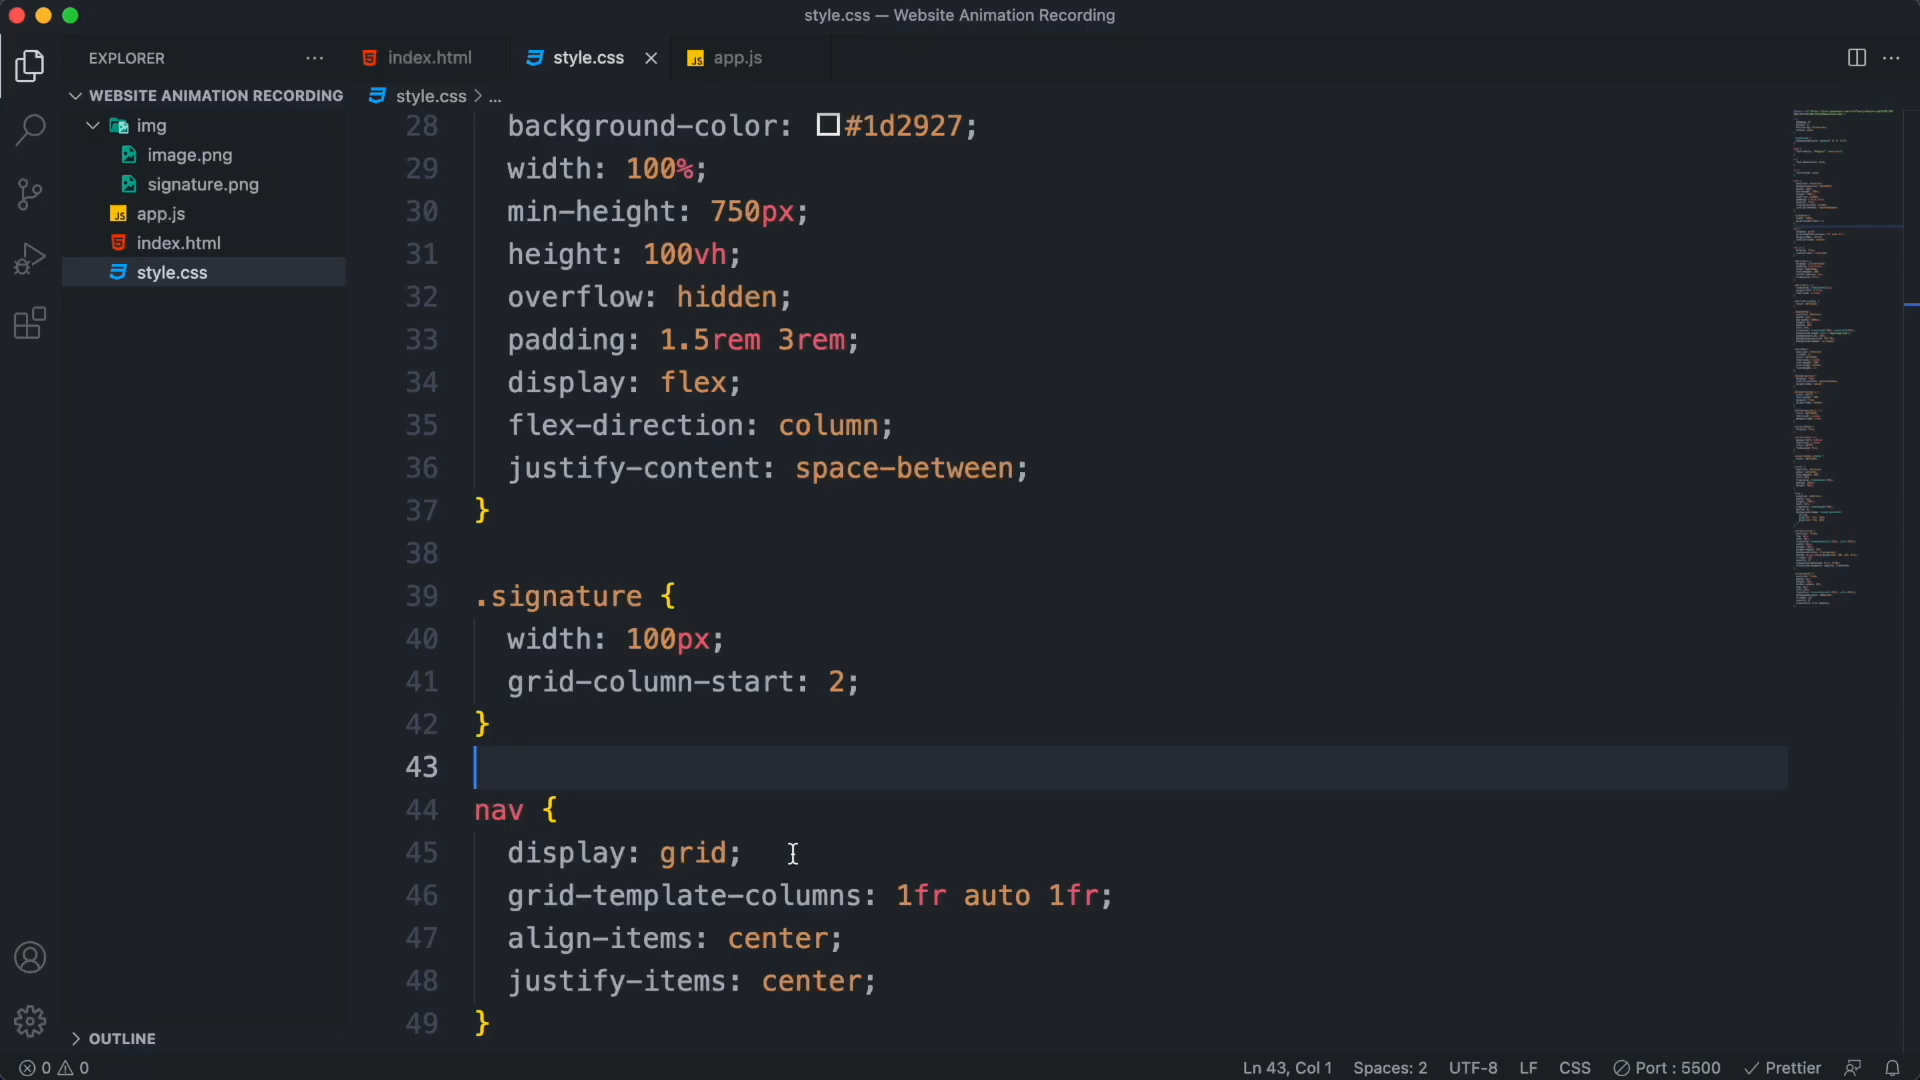 style.css — Website Animation Recording
EXPLORER
index.html
style.css
app.js
WEBSITE ANIMATION RECORDING
style.css > ...
img
image.png
signature.png
app.js
index.html
style.css
28 background-color: #1d2927;
29 width: 100%;
30 min-height: 750px;
31 height: 100vh;
32 overflow: hidden;
33 padding: 1.5rem 3rem;
34 display: flex;
35 flex-direction: column;
36 justify-content: space-between;
37 }
38
39 .signature {
40 width: 100px;
41 grid-column-start: 2;
42 }
43
44 nav {
45 display: grid;
46 grid-template-columns: 1fr auto 1fr;
47 align-items: center;
48 justify-items: center;
49 }
OUTLINE
0 0
Ln 43, Col 1
Spaces: 2
UTF-8
LF
CSS
Port : 5500
Prettier